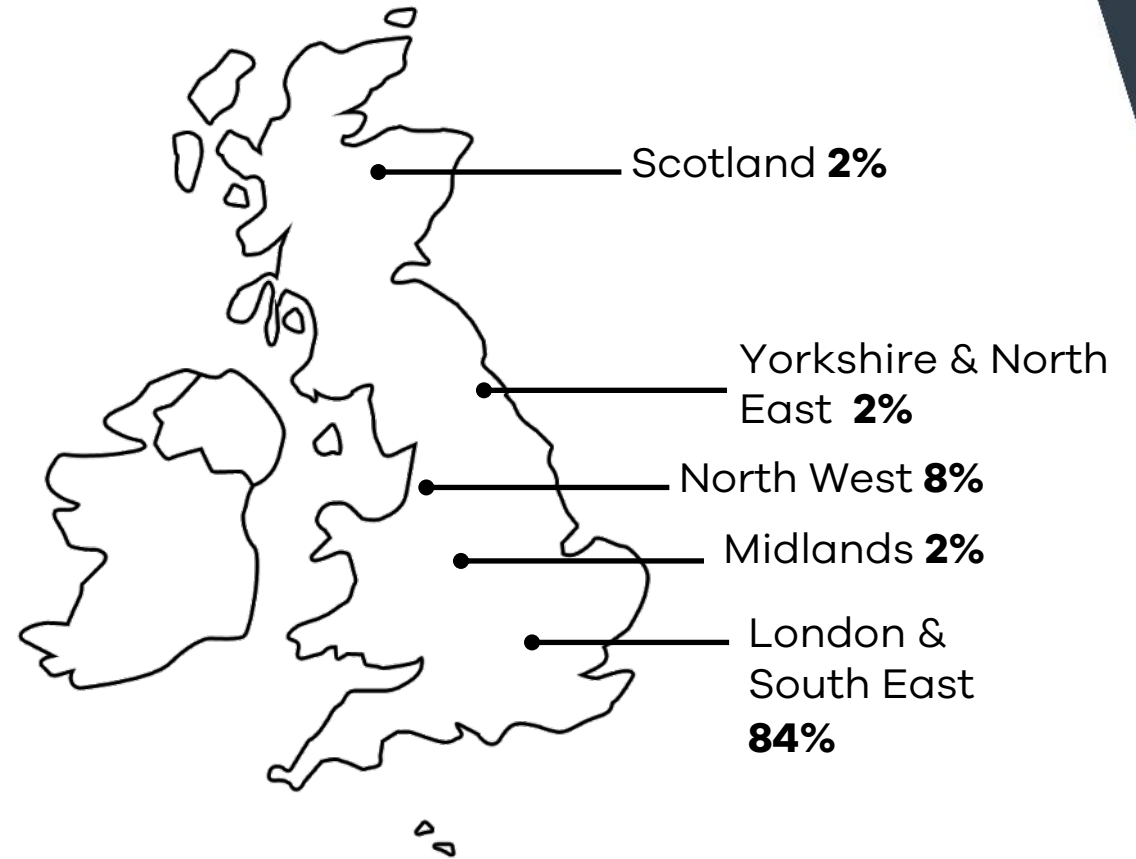 Scotland 2%
Yorkshire & North
East 2%
North West 8%
Midlands 2%
London &
South East
84%